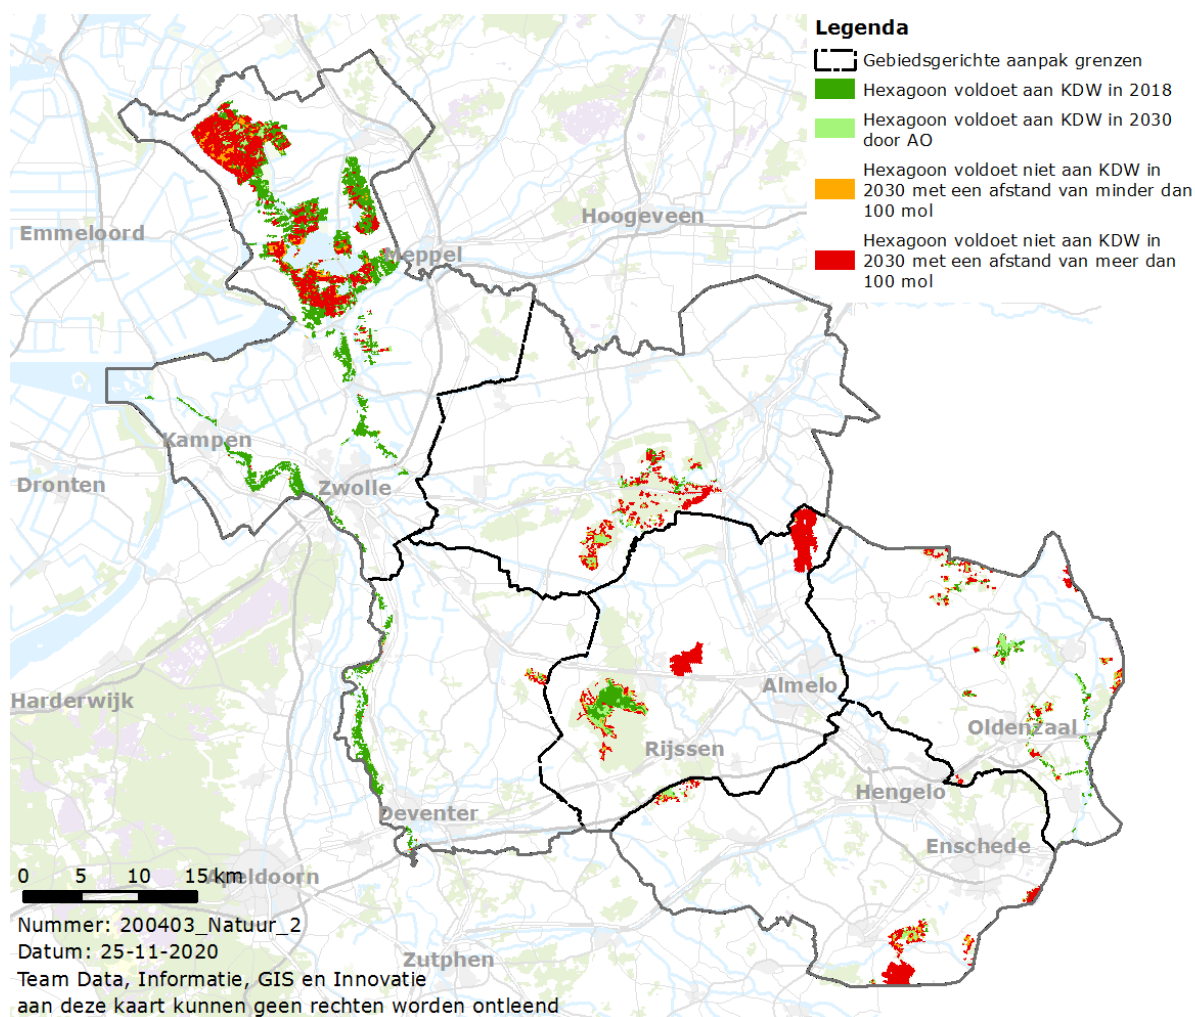 Legenda
Gebiedsgerichte aanpak grenzen
Hexagoon voldoet aan KDW in 2018
Hexagoon voldoet aan KDW in 2030
door AO
Hexagoon voldoet niet aan KDW in
2030 met een afstand van minder dan
100 mol
Hexagoon voldoet niet aan KDW in
2030 met een afstand van meer dan
100 mol
Hoogeveen
Emmeloord
Meppel
Kampen
Dronten
Zwolle
Almelo
Harderwijk
Oldenzaal
Rijssen
Hengelo
Deventer
Enschede
0 5 10 15 km
Apeldoorn
Zutphen
Nummer: 200403_Natuur_2
Datum: 25-11-2020
Team Data, Informatie, GIS en Innovatie
aan deze kaart kunnen geen rechten worden ontleend